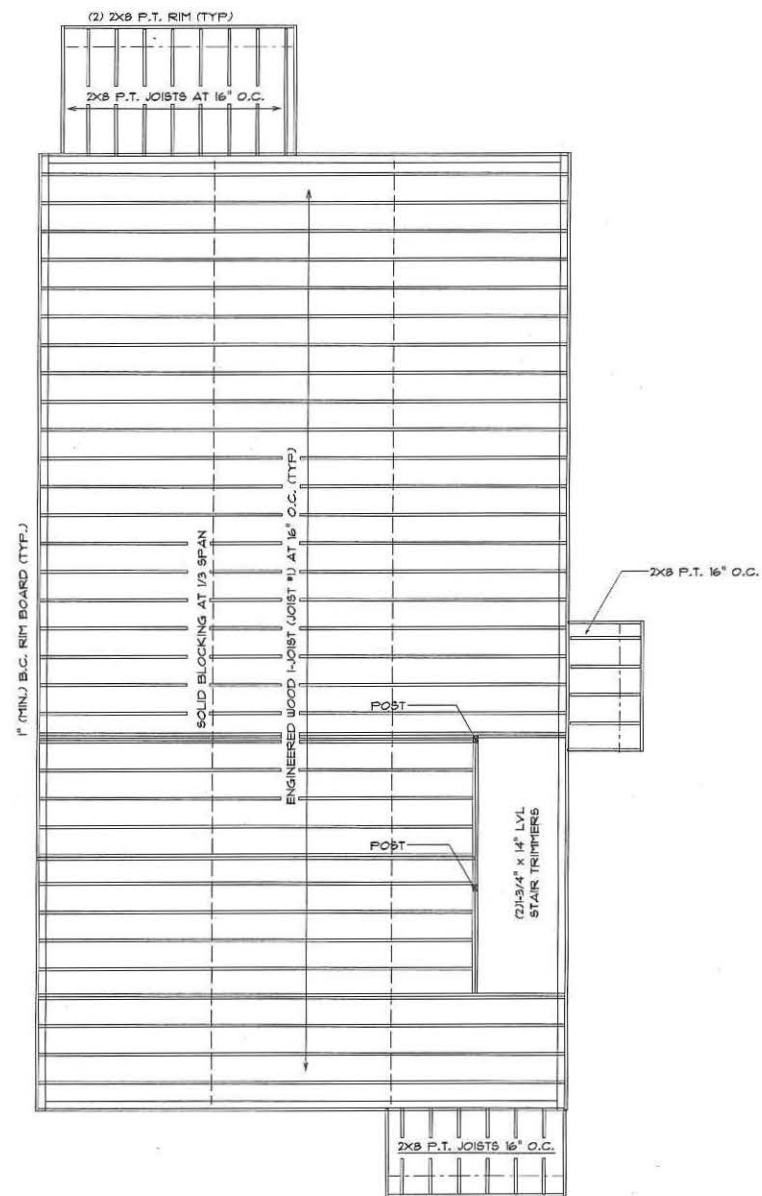 (2) 2X8 P.T. RIM (TYP)
2X8 P.T. JOISTS AT 16" O.C.
1" (MIN.) B.C. RIM BOARD (TYP.)
SOLID BLOCKING AT 1/3 SPAN
ENGINEERED WOOD I-JOIST (JOIST #1) AT 16" O.C. (TYP)
2X8 P.T. 16" O.C.
POST
POST
(2)1-3/4" x 14" LVL
STAIR TRIMMERS
2X8 P.T. JOISTS 16" O.C.